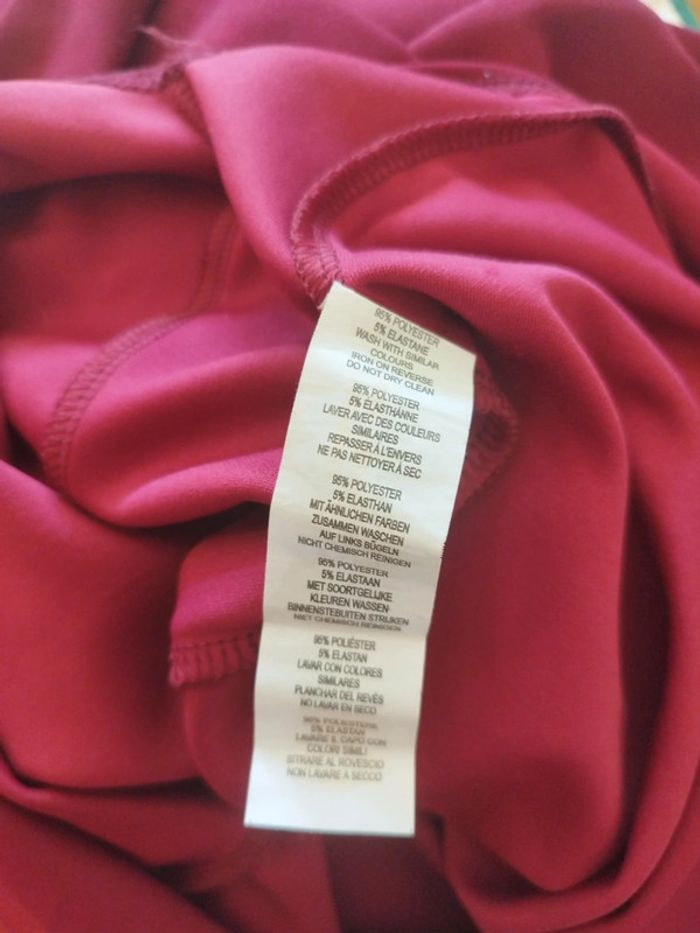 95% POLYESTER
5% ELASTANE
WASH WITH SIMILAR
COLOURS
IRON ON REVERSE
DO NOT DRY CLEAN
95% POLYESTER
5% ÉLASTHANNE
LAVER AVEC DES COULEURS
SIMILAIRES
REPASSER À L'ENVERS
NE PAS NETTOYER À SEC
95% POLYESTER
5% ELASTHAN
MIT ÄHNLICHEN FARBEN
ZUSAMMEN WASCHEN
AUF LINKS BÜGELN
NICHT CHEMISCH REINIGEN
95% POLYESTER
5% ELASTAAN
MET SOORTGELIJKE
KLEUREN WASSEN
BINNENSTEBUITEN STRIJKEN
NIET CHEMISCH REINIGEN
95% POLIÉSTER
5% ELASTAN
LAVAR CON COLORES
SIMILARES
PLANCHAR DEL REVÉS
NO LAVAR EN SECO
95% POLIESTERE
5% ELASTAN
LAVARE IL CAPO CON
COLORI SIMILI
STIRARE AL ROVESCIO
NON LAVARE A SECCO